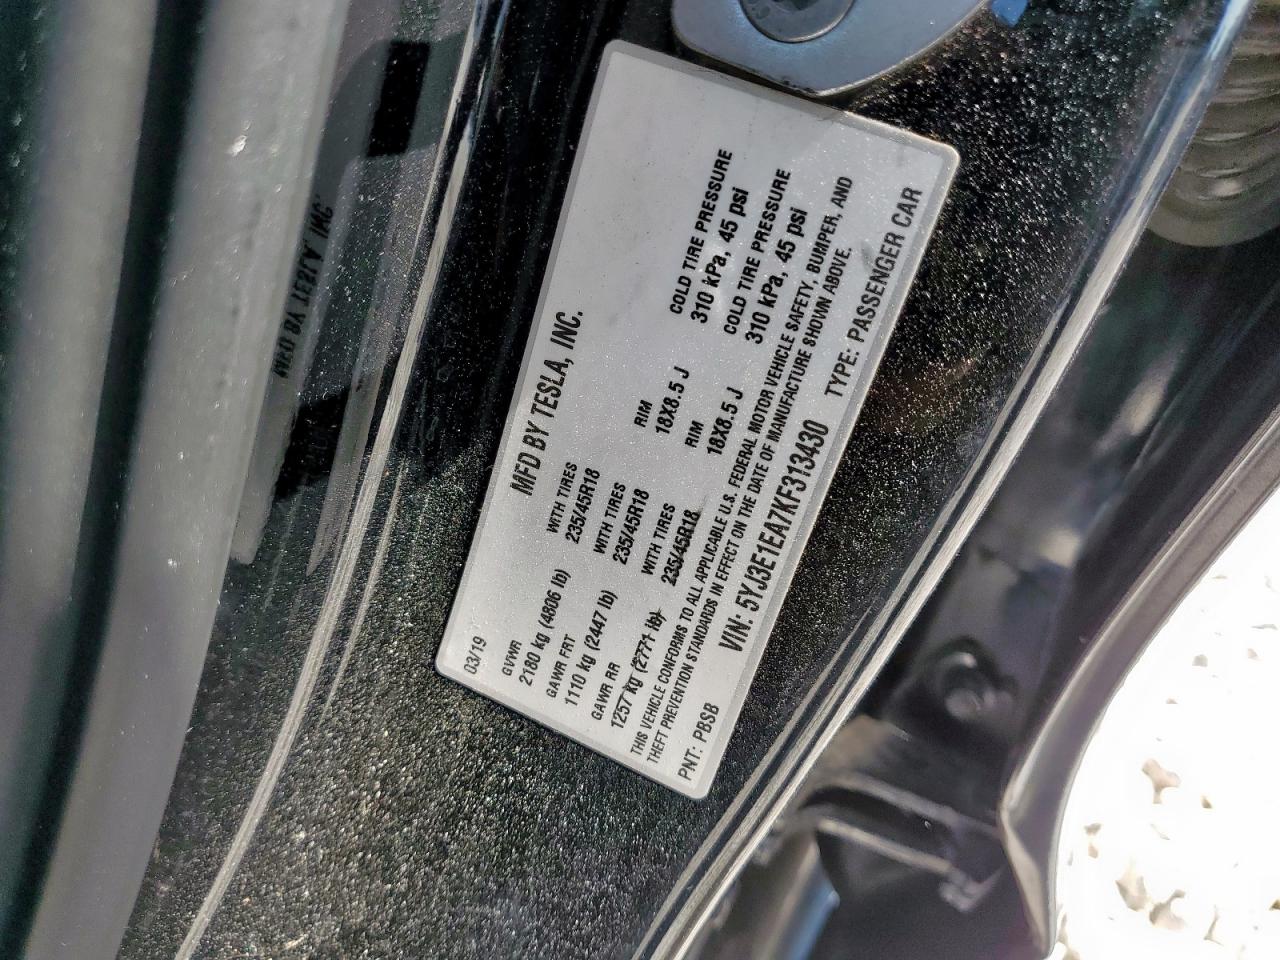 MFD BY TESLA, INC.
03/19
GVWR WITH TIRES RIM COLD TIRE PRESSURE
2180 kg (4806 lb) 235/45R18 18X8.5 J 310 kPa, 45 psi
GAWR FRT WITH TIRES RIM COLD TIRE PRESSURE
1110 kg (2447 lb) 235/45R18 18X8.5 J 310 kPa, 45 psi
GAWR RR WITH TIRES
1257 kg (2771 lb) 235/45R18
THIS VEHICLE CONFORMS TO ALL APPLICABLE U.S. FEDERAL MOTOR VEHICLE SAFETY, BUMPER, AND
THEFT PREVENTION STANDARDS IN EFFECT ON THE DATE OF MANUFACTURE SHOWN ABOVE.
VIN: 5YJ3E1EA7KF313430 TYPE: PASSENGER CAR
PNT: PBSB